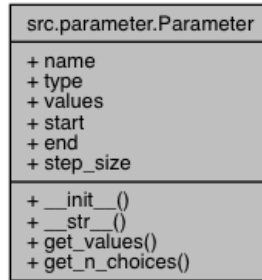 src.parameter.Parameter
+ name
+ type
+ values
+ start
+ end
+ step_size
+ __init__()
+ __str__()
+ get_values()
+ get_n_choices()